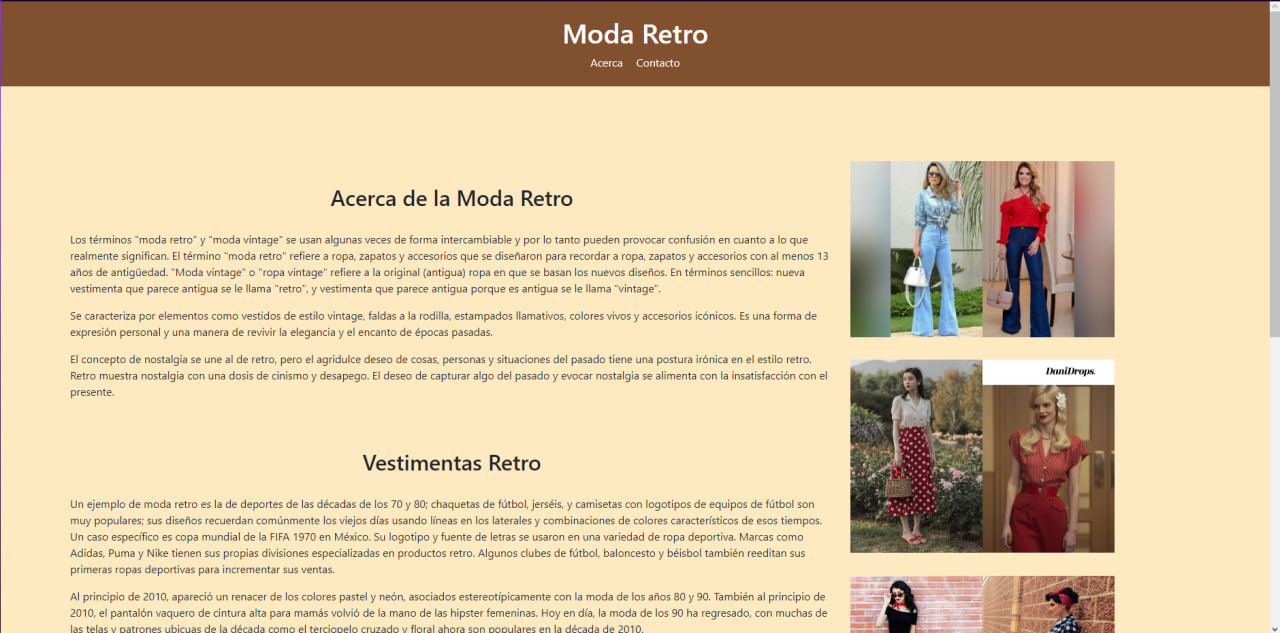 Moda Retro
Acerca Contacto
Acerca de la Moda Retro
Los términos "moda retro" y "moda vintage" se usan algunas veces de forma intercambiable y por lo tanto pueden provocar confusión en cuanto a lo que
realmente significan. El término "moda retro" refiere a ropa, zapatos y accesorios que se diseñaron para recordar a ropa, zapatos y accesorios con al menos 13
años de antigüedad. "Moda vintage" o "ropa vintage" refiere a la original (antigua) ropa en que se basan los nuevos diseños. En términos sencillos: nueva
vestimenta que parece antigua se le llama "retro", y vestimenta que parece antigua porque es antigua se le llama "vintage".
Se caracteriza por elementos como vestidos de estilo vintage, faldas a la rodilla, estampados llamativos, colores vivos y accesorios icónicos. Es una forma de
expresión personal y una manera de revivir la elegancia y el encanto de épocas pasadas.
El concepto de nostalgia se une al de retro, pero el agridulce deseo de cosas, personas y situaciones del pasado tiene una postura irónica en el estilo retro.
Retro muestra nostalgia con una dosis de cinismo y desapego. El deseo de capturar algo del pasado y evocar nostalgia se alimenta con la insatisfacción con el
presente.
DaniDrops.
Vestimentas Retro
Un ejemplo de moda retro es la de deportes de las décadas de los 70 y 80; chaquetas de fútbol, jerséis, y camisetas con logotipos de equipos de fútbol son
muy populares; sus diseños recuerdan comúnmente los viejos días usando líneas en los laterales y combinaciones de colores característicos de esos tiempos.
Un caso específico es copa mundial de la FIFA 1970 en México. Su logotipo y fuente de letras se usaron en una variedad de ropa deportiva. Marcas como
Adidas, Puma y Nike tienen sus propias divisiones especializadas en productos retro. Algunos clubes de fútbol, baloncesto y béisbol también reeditan sus
primeras ropas deportivas para incrementar sus ventas.
Al principio de 2010, apareció un renacer de los colores pastel y neón, asociados estereotípicamente con la moda de los años 80 y 90. También al principio de
2010, el pantalón vaquero de cintura alta para mamás volvió de la mano de las hipster femeninas. Hoy en día, la moda de los 90 ha regresado, con muchas de
las telas y patrones ubicuas de la década como el terciopelo cruzado y floral ahora son populares en la década de 2010.